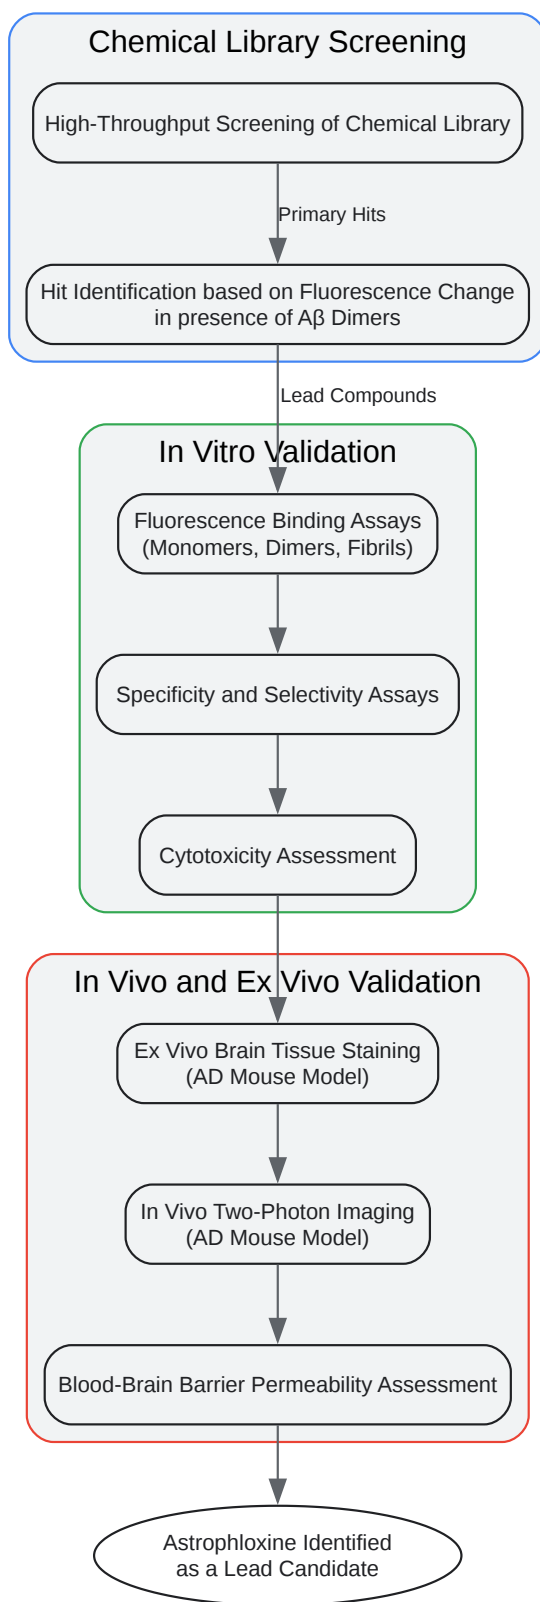 Chemical Library Screening
High-Throughput Screening of Chemical Library
Primary Hits
Hit Identification based on Fluorescence Change
in presence of Aβ Dimers
Lead Compounds
In Vitro Validation
Fluorescence Binding Assays
(Monomers, Dimers, Fibrils)
Specificity and Selectivity Assays
Cytotoxicity Assessment
In Vivo and Ex Vivo Validation
Ex Vivo Brain Tissue Staining
(AD Mouse Model)
In Vivo Two-Photon Imaging
(AD Mouse Model)
Blood-Brain Barrier Permeability Assessment
Astrophloxine Identified
as a Lead Candidate